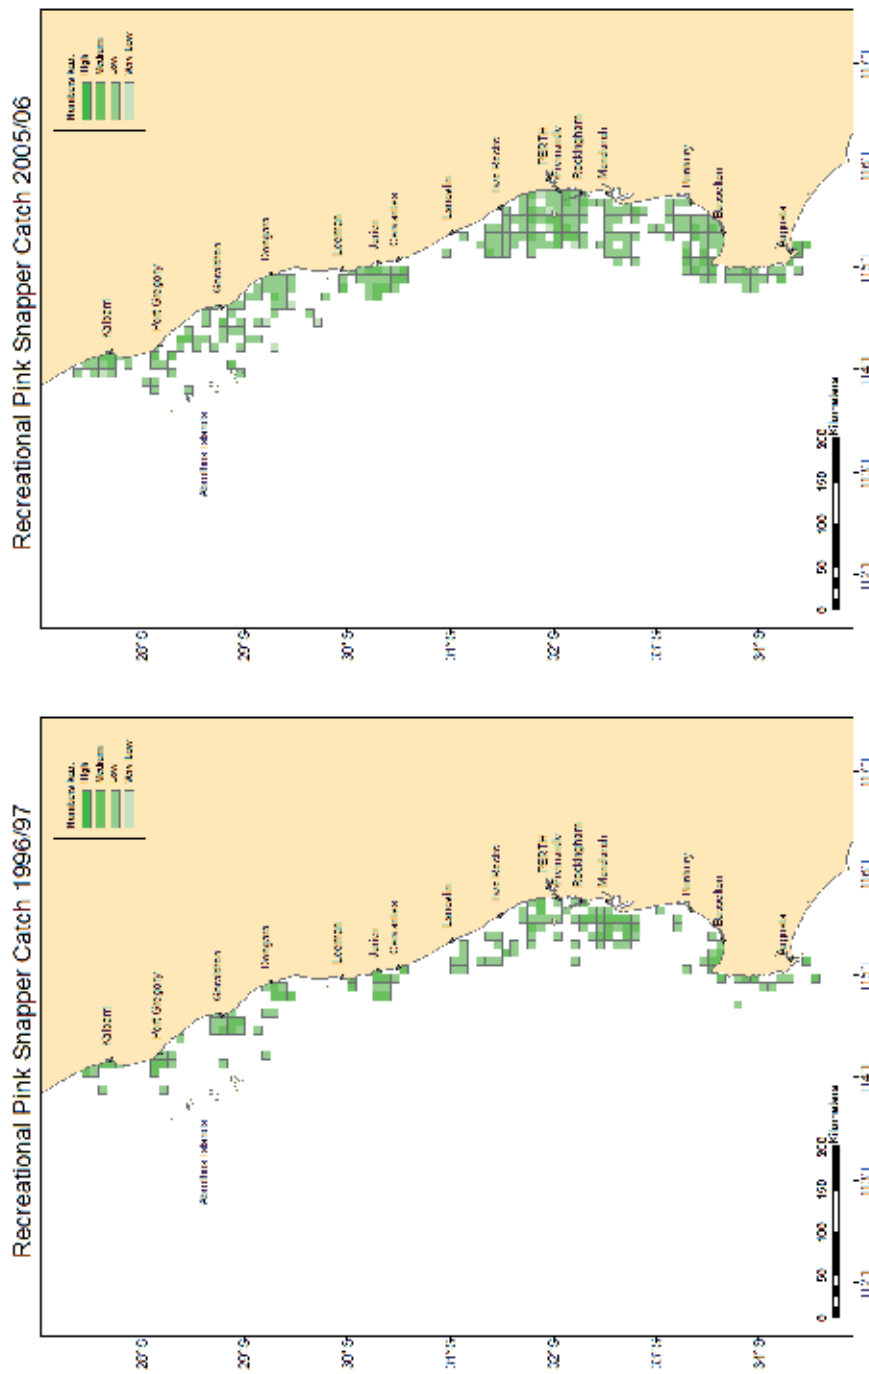 Recreational Pink Snapper Catch 1996/97
High
Medium
Low
Very Low
Kalbarri
Port Gregory
Geraldton
Dongara
Abrolhos Islands
Leeman
Jurien
Cervantes
Lancelin
Two Rocks
PERTH
Fremantle
Rockingham
Mandurah
Bunbury
Busselton
Augusta
28°S
29°S
30°S
31°S
32°S
33°S
34°S
0 50 100 150 200
Kilometers
Recreational Pink Snapper Catch 2005/06
High
Medium
Low
Very Low
Kalbarri
Port Gregory
Geraldton
Dongara
Abrolhos Islands
Leeman
Jurien
Cervantes
Lancelin
Two Rocks
PERTH
Fremantle
Rockingham
Mandurah
Bunbury
Busselton
Augusta
28°S
29°S
30°S
31°S
32°S
33°S
34°S
0 50 100 150 200
Kilometers